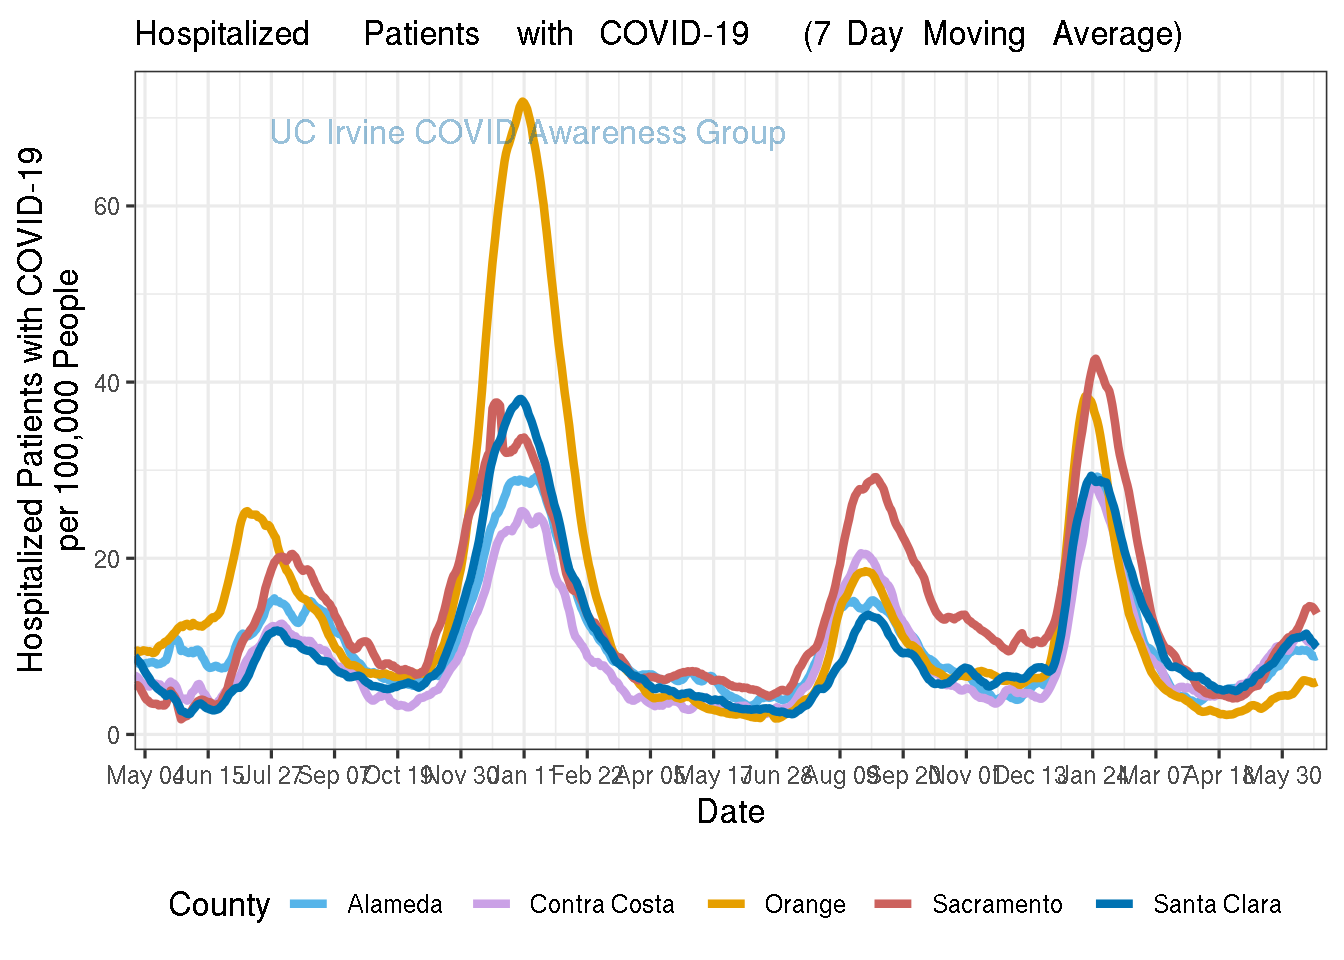 Hospitalized Patients with COVID-19 (7 Day Moving Average)
UC Irvine COVID Awareness Group
Hospitalized Patients with COVID-19
per 100,000 People
60
40
20
0
May 04 Jun 15 Jul 27 Sep 07 Oct 19 Nov 30 Jan 11 Feb 22 Apr 05 May 17 Jun 28 Aug 09 Sep 20 Nov 01 Dec 13 Jan 24 Mar 07 Apr 18 May 30
Date
County Alameda Contra Costa Orange Sacramento Santa Clara